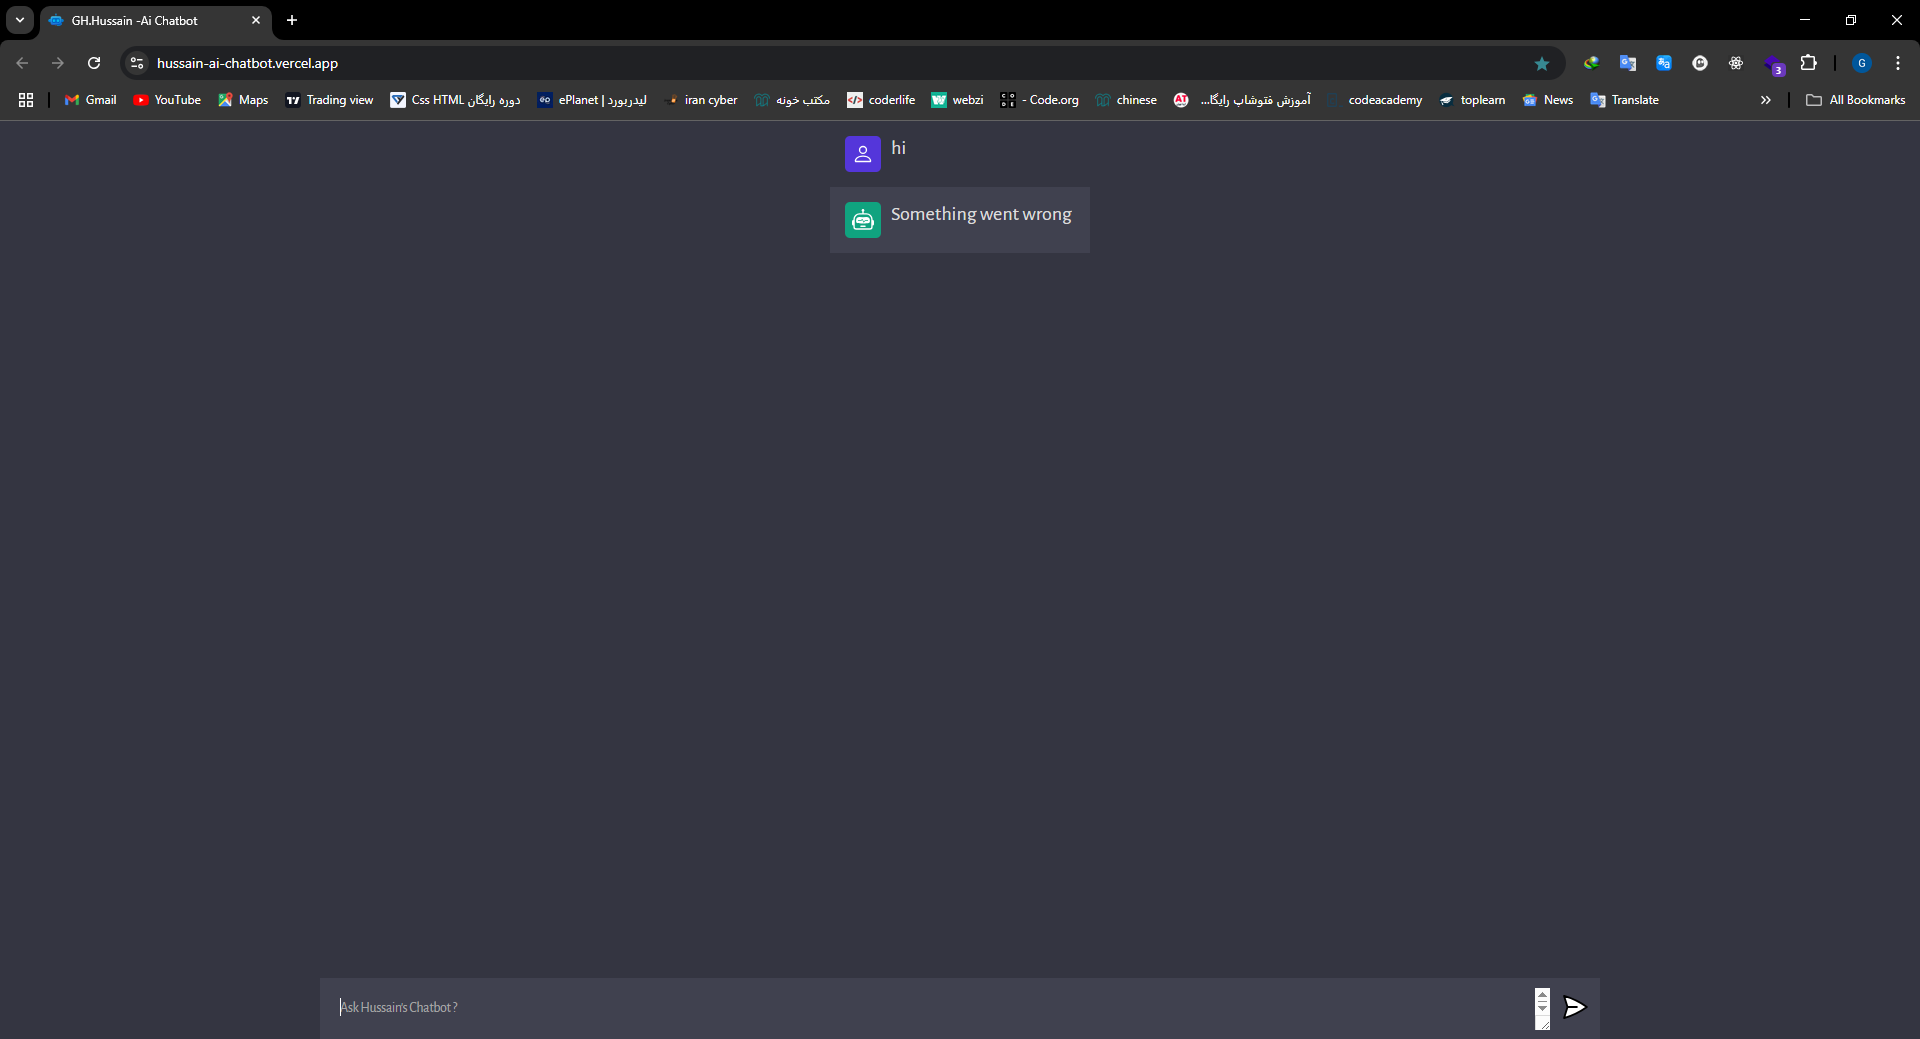 GH.Hussain -Ai Chatbot
hussain-ai-chatbot.vercel.app
G
3
Gmail
YouTube
Maps
Trading view
Css HTML دوره رایگان
ePlanet | لیدربورد
iran cyber
مکتب خونه
coderlife
webzi
- Code.org
chinese
آموزش فتوشاپ رایگا...
codeacademy
toplearn
News
Translate
All Bookmarks
hi
Something went wrong
Ask Hussain's Chatbot ?